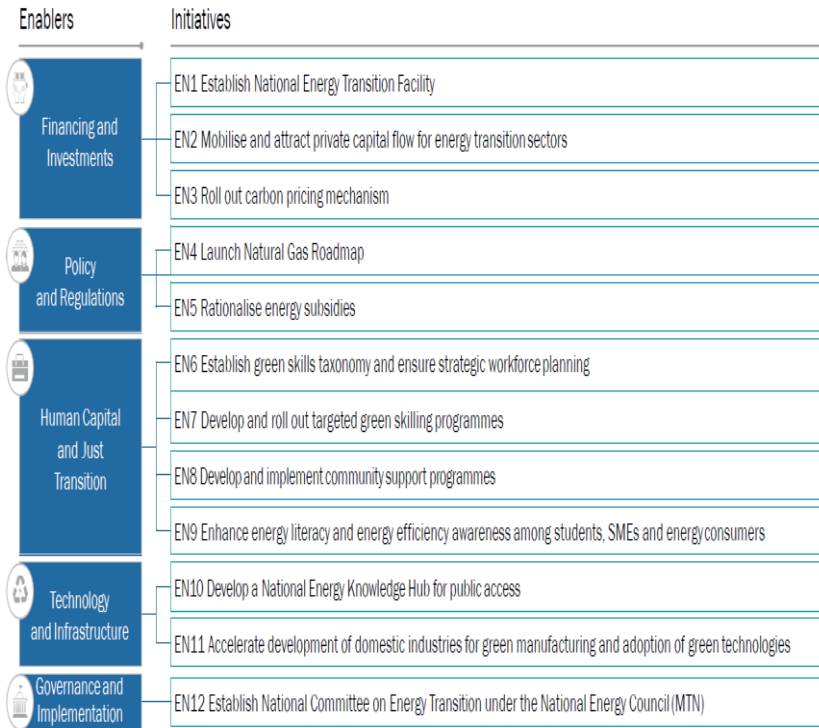 Enablers
Initiatives
Financing and
Investments
EN1 Establish National Energy Transition Facility
EN2 Mobilise and attract private capital flow for energy transition sectors
EN3 Roll out carbon pricing mechanism
Policy
and Regulations
EN4 Launch Natural Gas Roadmap
EN5 Rationalise energy subsidies
Human Capital
and Just
Transition
EN6 Establish green skills taxonomy and ensure strategic workforce planning
EN7 Develop and roll out targeted green skilling programmes
EN8 Develop and implement community support programmes
EN9 Enhance energy literacy and energy efficiency awareness among students, SMEs and energy consumers
Technology
and Infrastructure
EN10 Develop a National Energy Knowledge Hub for public access
EN11 Accelerate development of domestic industries for green manufacturing and adoption of green technologies
Governance and
Implementation
EN12 Establish National Committee on Energy Transition under the National Energy Council (MTN)